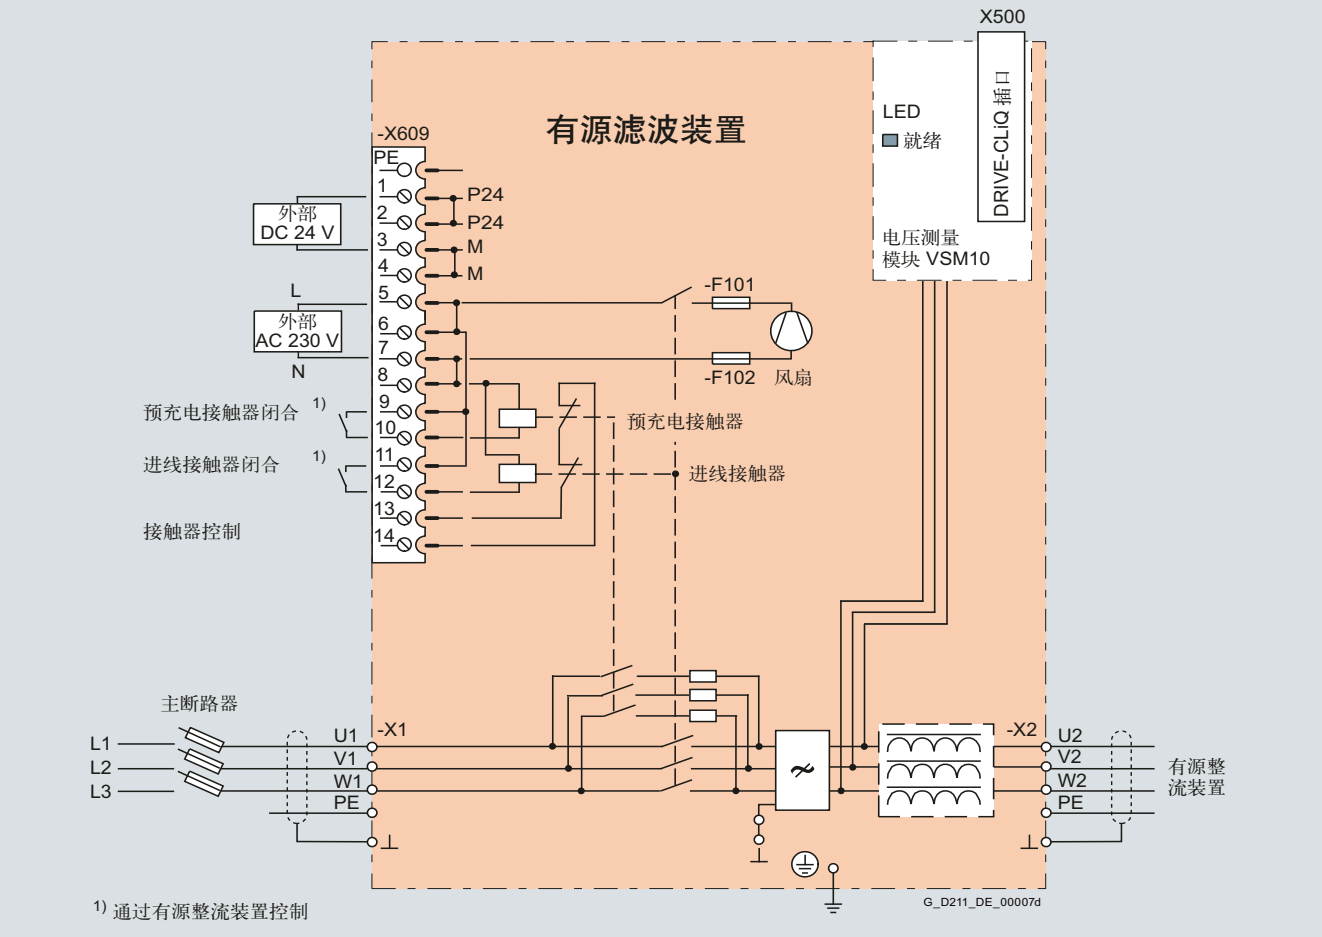 X500
DRIVE-CLiQ 插口
LED
就绪
电压测量
模块 VSM10
有源滤波装置
-X609
PE
1
2
3
4
5
6
7
8
9
10
11
12
13
14
P24
P24
M
M
外部
DC 24 V
L
外部
AC 230 V
N
预充电接触器闭合 1)
进线接触器闭合 1)
接触器控制
-F101
-F102
风扇
预充电接触器
进线接触器
主断路器
L1
L2
L3
U1
V1
W1
PE
-X1
-X2
U2
V2
W2
PE
有源整
流装置
G_D211_DE_00007d
1) 通过有源整流装置控制